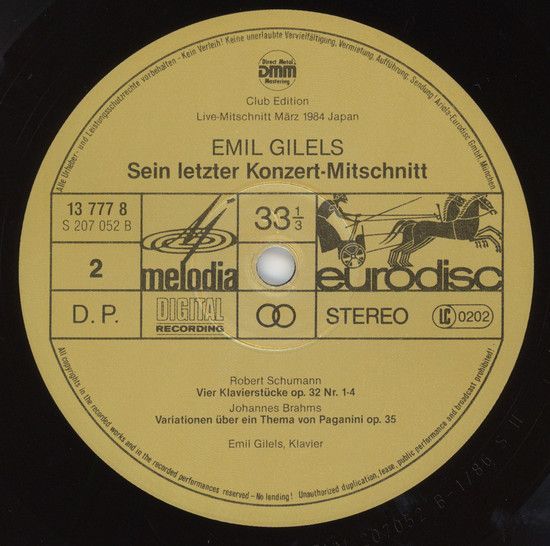 Alle Urheber- und Leistungsschutzrechte vorbehalten - Kein Verleih! Keine unerlaubte Vervielfältigung, Vermietung, Aufführung, Sendung! Ariola-Eurodisc GmbH, München
Direct Metal
DMM
Mastering
Club Edition
Live-Mitschnitt März 1984 Japan
EMIL GILELS
Sein letzter Konzert-Mitschnitt
13 777 8
S 207 052 B
33 1/3
2
melodia
eurodisc
D. P.
DIGITAL
RECORDING
STEREO
LC 0202
Robert Schumann
Vier Klavierstücke op. 32 Nr. 1-4
Johannes Brahms
Variationen über ein Thema von Paganini op. 35
Emil Gilels, Klavier
All copyrights in the recorded works and in the recorded performances reserved – No lending! Unauthorized duplication, lease, public performance and broadcast prohibited!